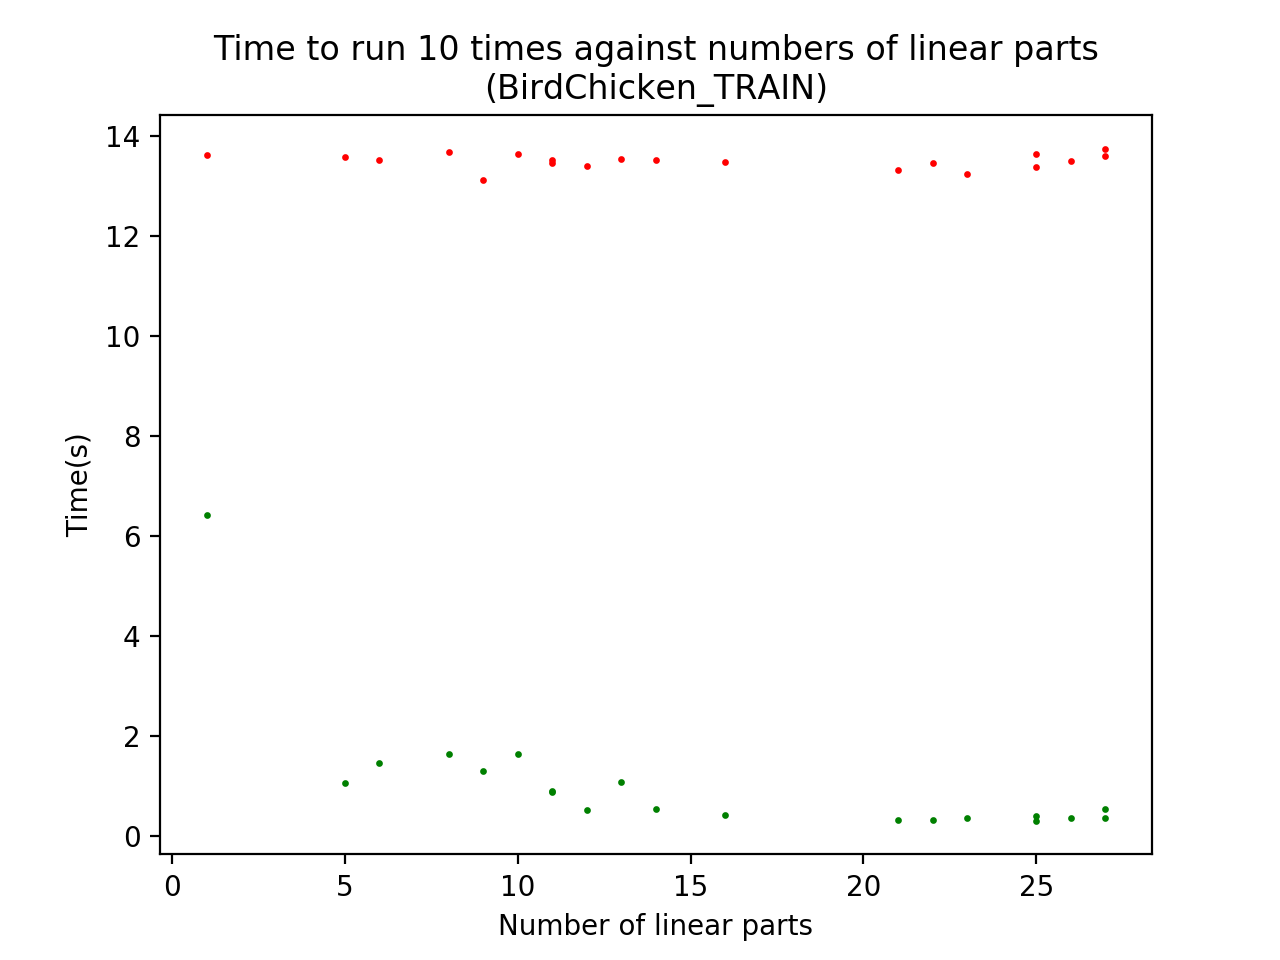 Time to run 10 times against numbers of linear parts
(BirdChicken_TRAIN)
14
12
10
8
6
4
2
0
Time(s)
0 5 10 15 20 25
Number of linear parts